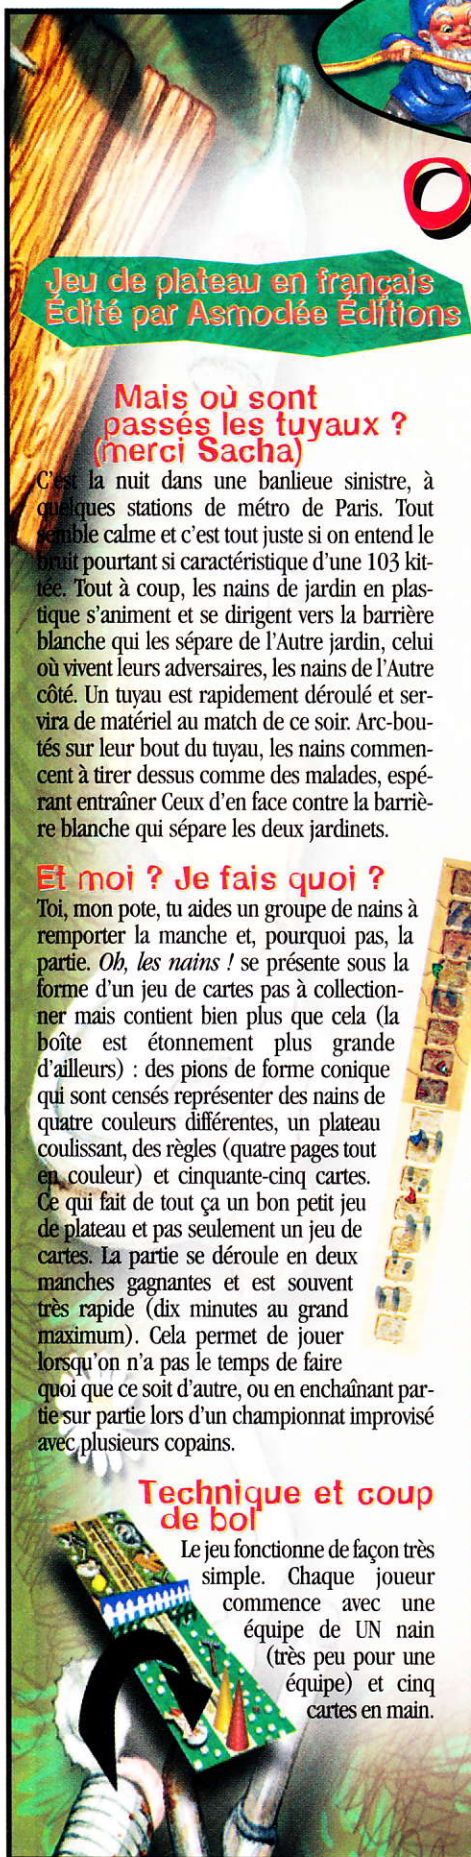 O
Jeu de plateau en français
Édité par Asmodée Éditions
Mais où sont
passés les tuyaux ?
(merci Sacha)
C'est la nuit dans une banlieue sinistre, à
quelques stations de métro de Paris. Tout
semble calme et c'est tout juste si on entend le
bruit pourtant si caractéristique d'une 103 kit-
tée. Tout à coup, les nains de jardin en plas-
tique s'animent et se dirigent vers la barrière
blanche qui les sépare de l'Autre jardin, celui
où vivent leurs adversaires, les nains de l'Autre
côté. Un tuyau est rapidement déroulé et ser-
vira de matériel au match de ce soir. Arc-bou-
tés sur leur bout du tuyau, les nains commen-
cent à tirer dessus comme des malades, espé-
rant entraîner Ceux d'en face contre la barriè-
re blanche qui sépare les deux jardinets.
Et moi ? Je fais quoi ?
Toi, mon pote, tu aides un groupe de nains à
remporter la manche et, pourquoi pas, la
partie. Oh, les nains ! se présente sous la
forme d'un jeu de cartes pas à collection-
ner mais contient bien plus que cela (la
boîte est étonnement plus grande
d'ailleurs) : des pions de forme conique
qui sont censés représenter des nains de
quatre couleurs différentes, un plateau
coulissant, des règles (quatre pages tout
en couleur) et cinquante-cinq cartes.
Ce qui fait de tout ça un bon petit jeu
de plateau et pas seulement un jeu de
cartes. La partie se déroule en deux
manches gagnantes et est souvent
très rapide (dix minutes au grand
maximum). Cela permet de jouer
lorsqu'on n'a pas le temps de faire
quoi que ce soit d'autre, ou en enchaînant par-
tie sur partie lors d'un championnat improvisé
avec plusieurs copains.
Technique et coup
de bol
Le jeu fonctionne de façon très
simple. Chaque joueur
commence avec une
équipe de UN nain
(très peu pour une
équipe) et cinq
cartes en main.